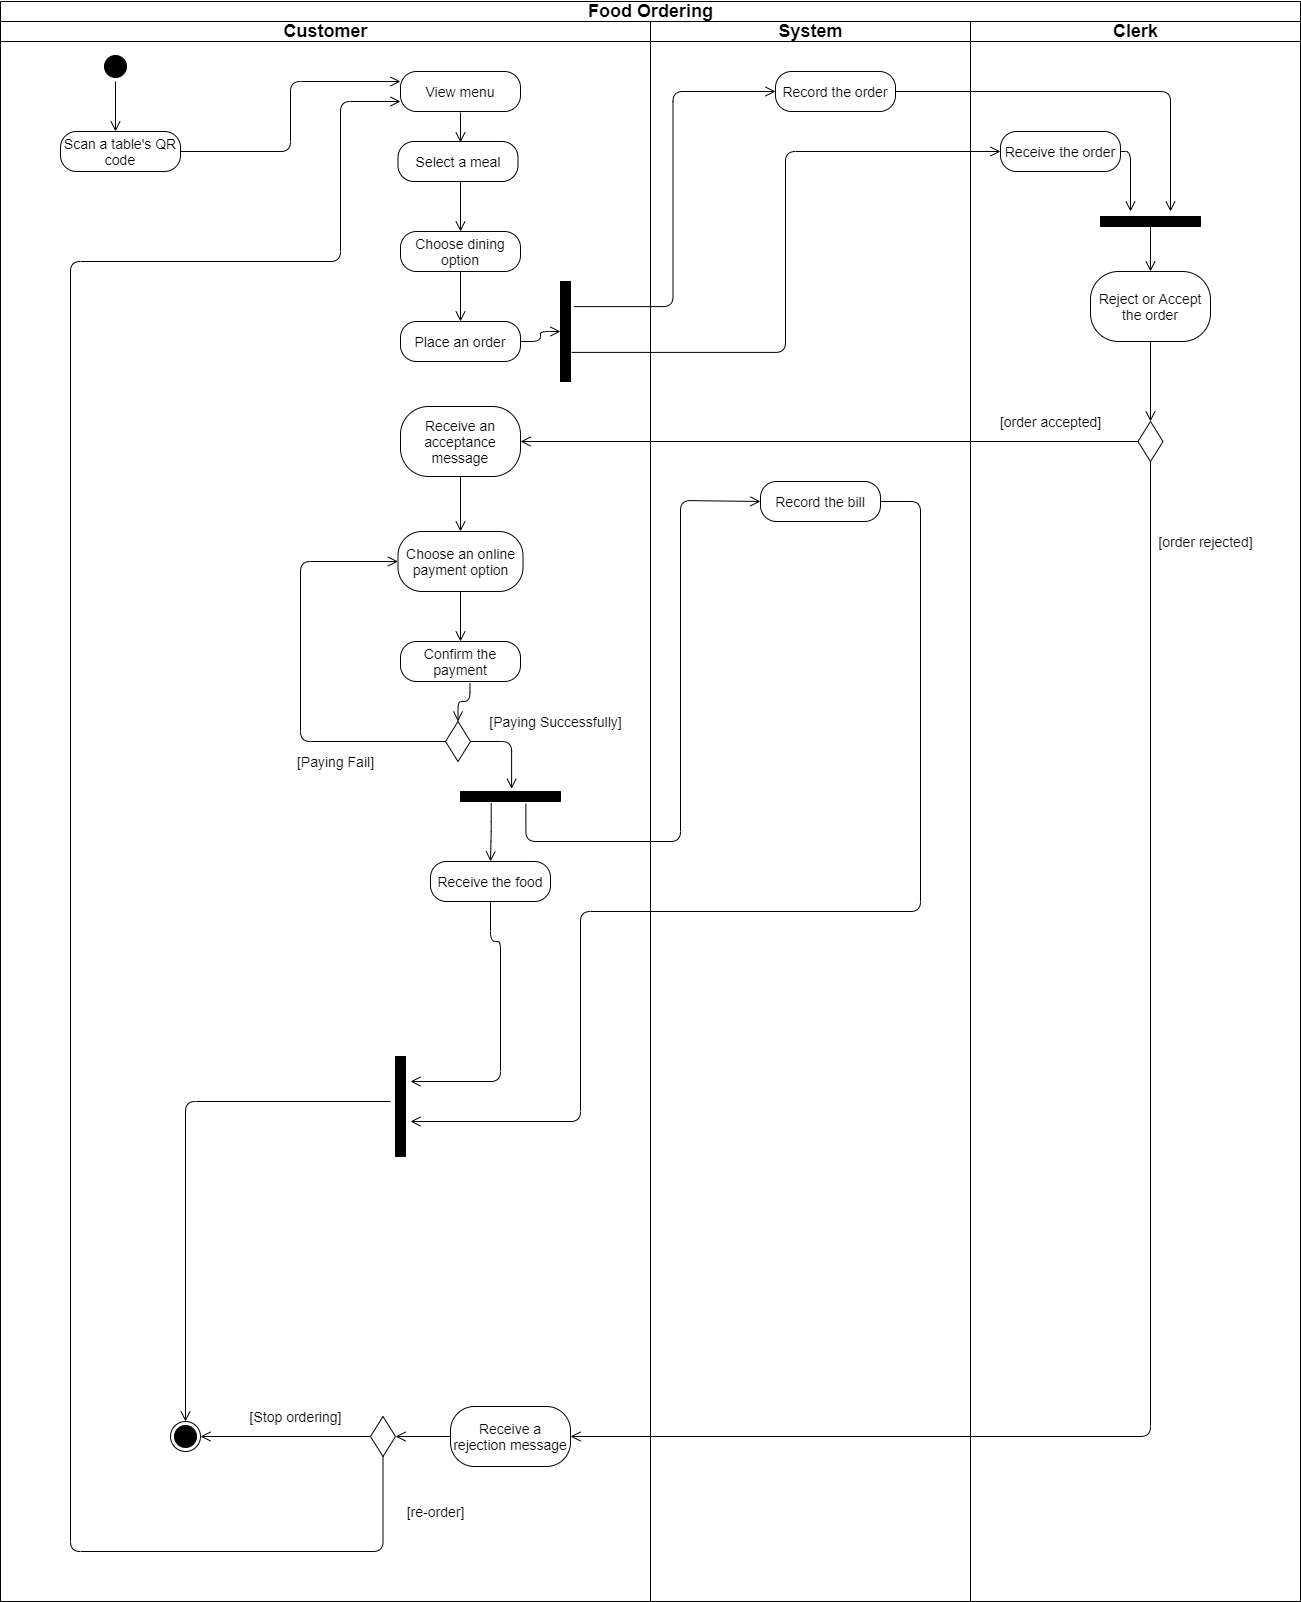 Food Ordering
Customer
System
Clerk
View menu
Record the order
Scan a table's QR
code
Select a meal
Receive the order
Choose dining
option
Place an order
Reject or Accept
the order
Receive an
acceptance
message
[order accepted]
Record the bill
[order rejected]
Choose an online
payment option
Confirm the
payment
[Paying Successfully]
[Paying Fail]
Receive the food
[Stop ordering]
Receive a
rejection message
[re-order]